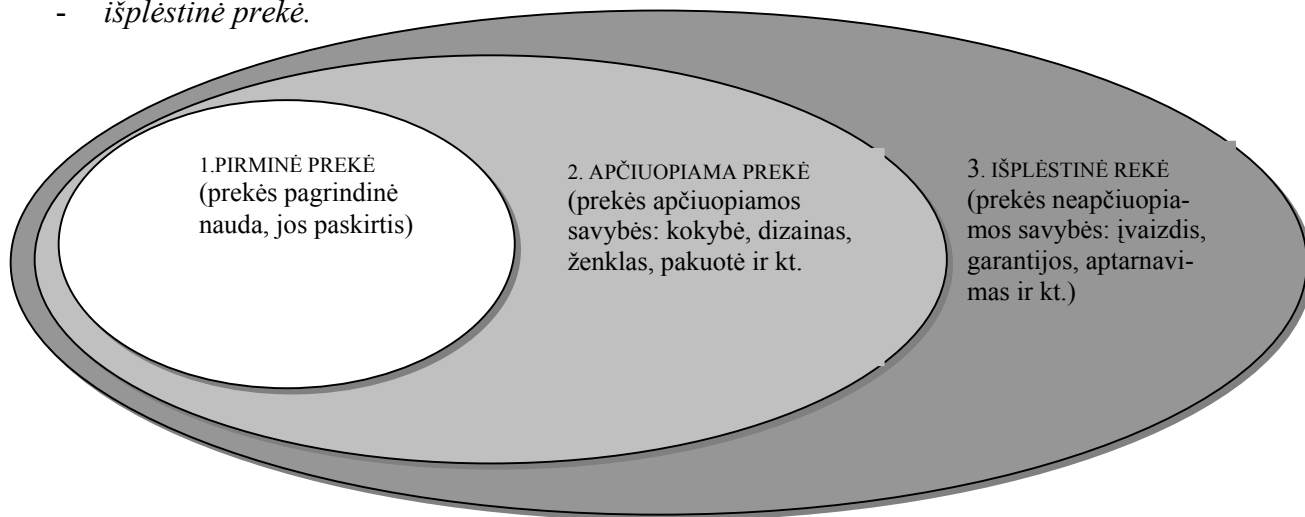 - išplėstinė prekė.
1.PIRMINĖ PREKĖ
(prekės pagrindinė
nauda, jos paskirtis)
2. APČIUOPIAMA PREKĖ
(prekės apčiuopiamos
savybės: kokybė, dizainas,
ženklas, pakuotė ir kt.
3. IŠPLĖSTINĖ REKĖ
(prekės neapčiuopia-
mos savybės: įvaizdis,
garantijos, aptarnavi-
mas ir kt.)